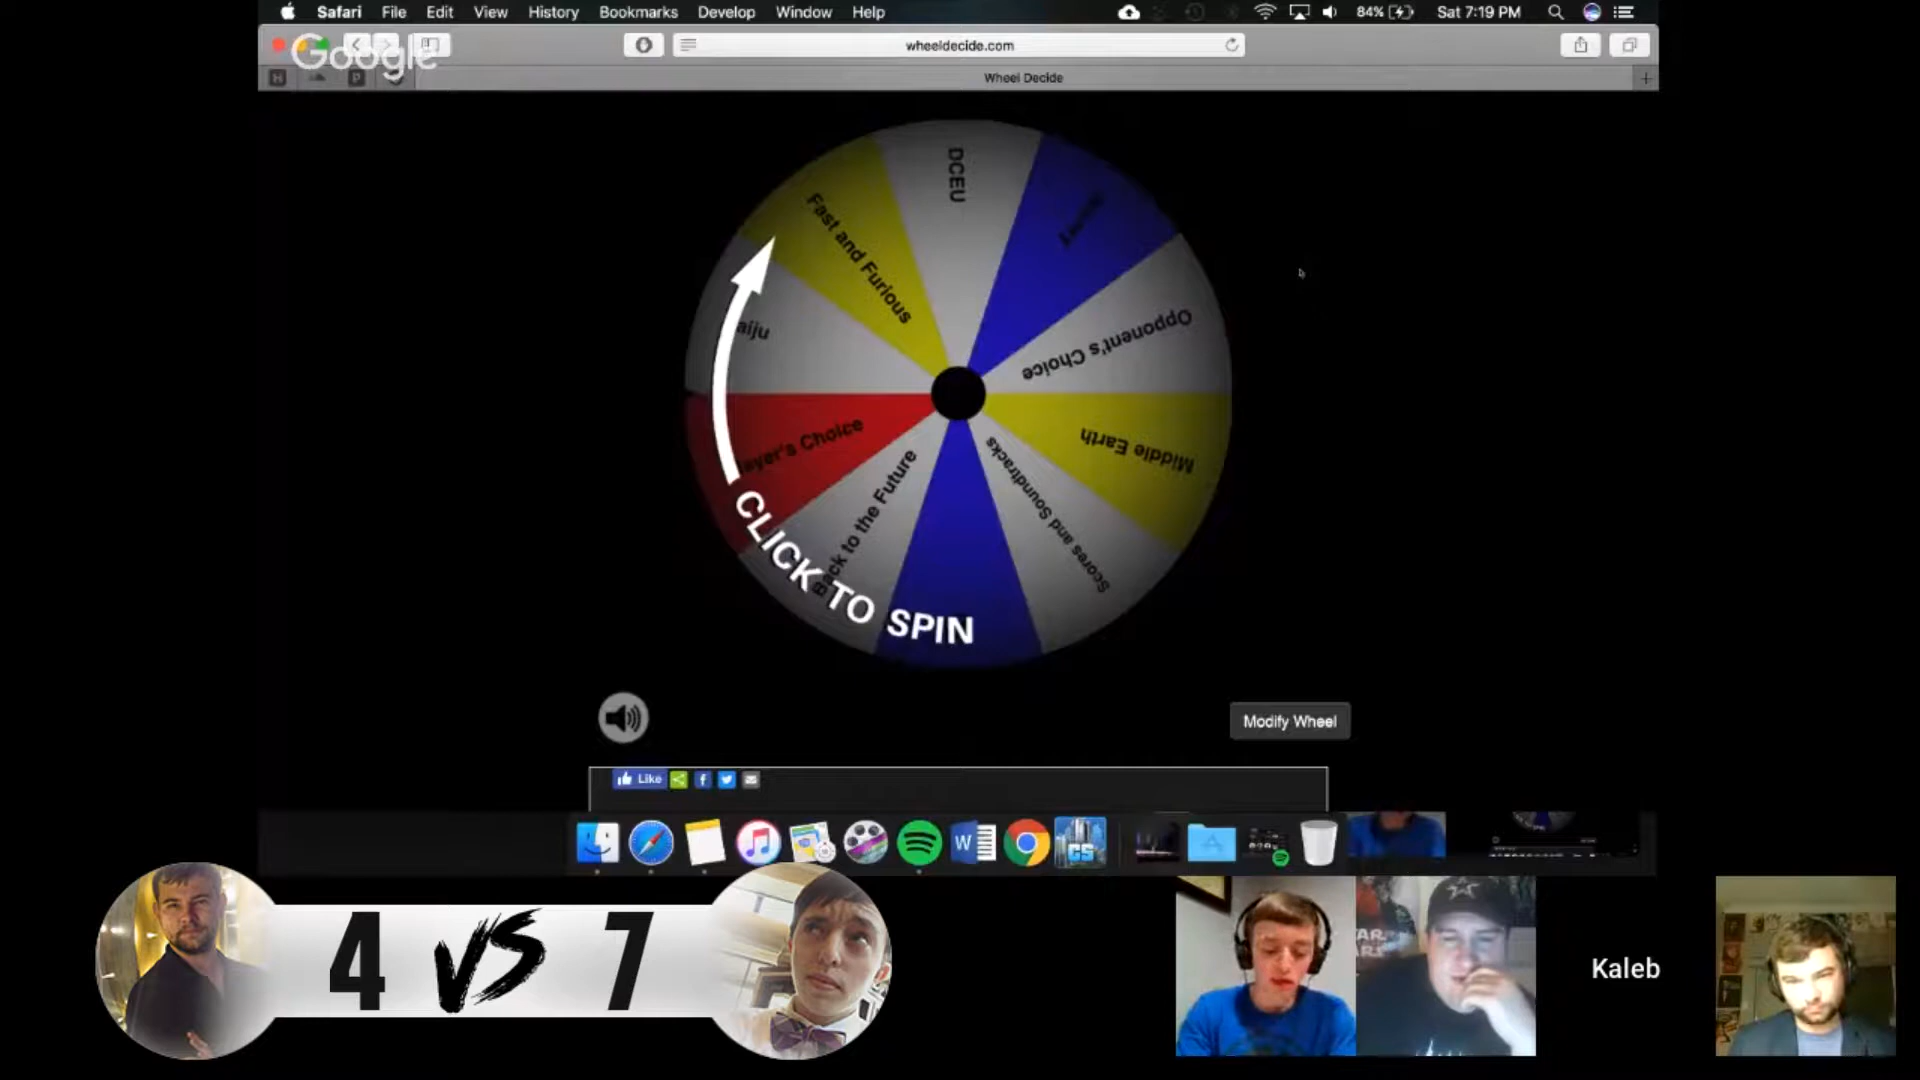 Safari File Edit View History Bookmarks Develop Window Help 84% Sat 7:19 PM
Google
wheeldecide.com
Wheel Decide
DCEU
Fast and Furious
Opponent's Choice
aiju
Middle Earth
ayer's Choice
Scores and Soundtracks
ck to the Future
CLICK TO SPIN
Modify Wheel
Like
W
CS
4 VS 7
Kaleb